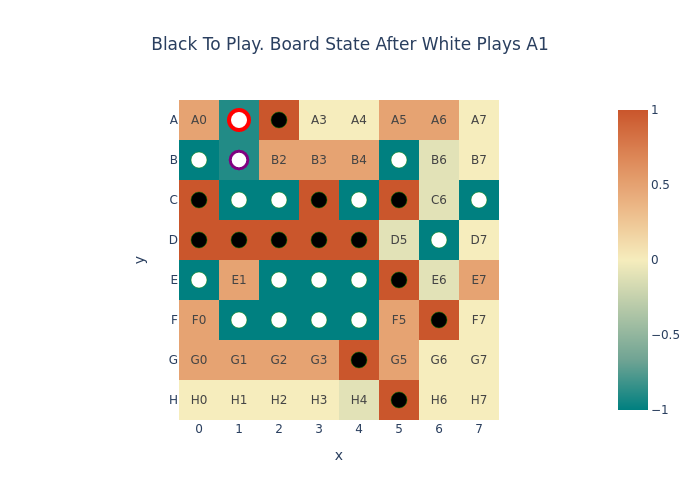 Black To Play. Board State After White Plays A1
A A0 A3 A4 A5 A6 A7 1
B B2 B3 B4 B6 B7
C C6 0.5
D D5 D7 0
y
E E1 E6 E7
F F0 F5 F7 −0.5
G G0 G1 G2 G3 G5 G6 G7
H H0 H1 H2 H3 H4 H6 H7 −1
0 1 2 3 4 5 6 7
x